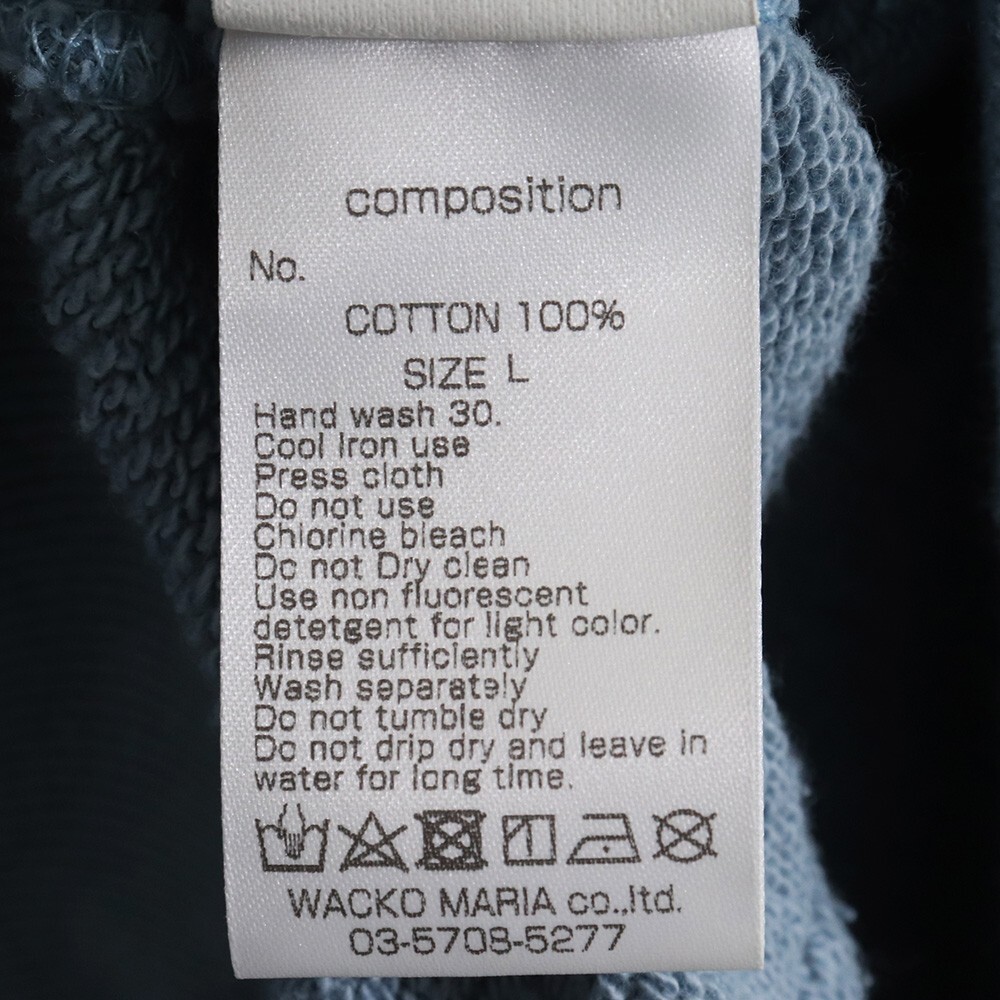 composition
No.
COTTON 100%
SIZE L
Hand wash 30.
Cool Iron use
Press cloth
Do not use
Chlorine bleach
Do not Dry clean
Use non fluorescent
detetgent for light color.
Rinse sufficiently
Wash separately
Do not tumble dry
Do not drip dry and leave in
water for long time.
WACKO MARIA co.,ltd.
03-5708-5277